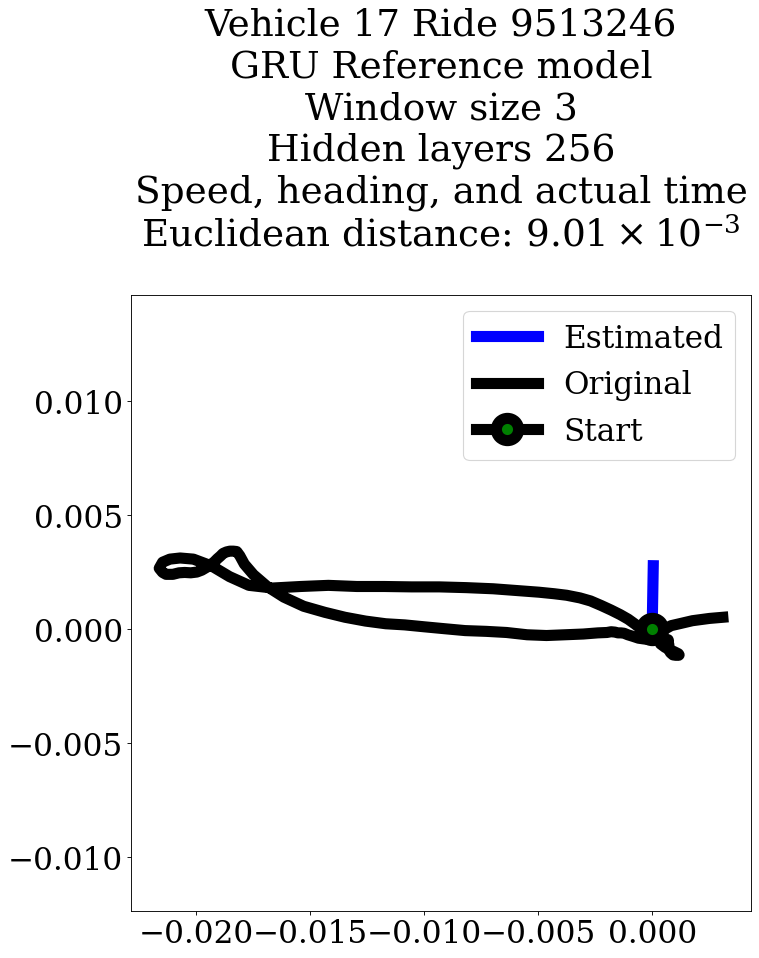 Vehicle 17 Ride 9513246
GRU Reference model
Window size 3
Hidden layers 256
Speed, heading, and actual time
Euclidean distance: 9.01 × 10⁻³
Estimated
Original
Start
0.010
0.005
0.000
−0.005
−0.010
−0.020 −0.015 −0.010 −0.005 0.000